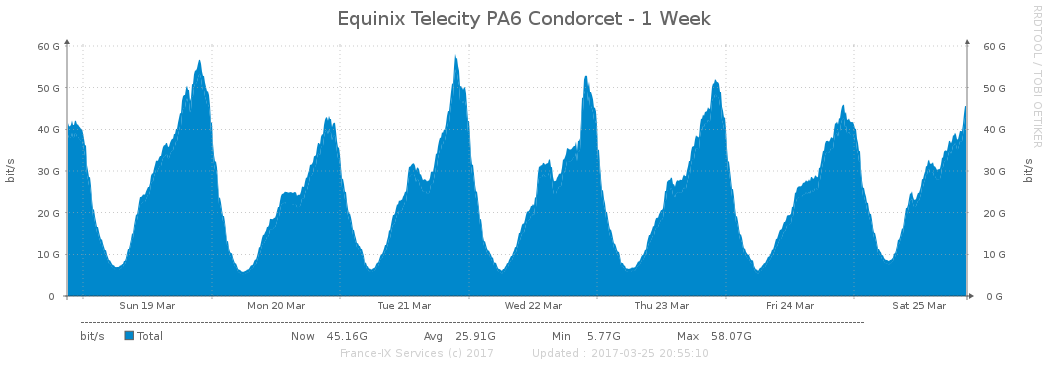 Equinix Telecity PA6 Condorcet - 1 Week
RRDTOOL / TOBI OETIKER
60 G 60 G
50 G 50 G
40 G 40 G
30 G 30 G
20 G 20 G
10 G 10 G
0 0 G
bit/s bit/s
Sun 19 Mar Mon 20 Mar Tue 21 Mar Wed 22 Mar Thu 23 Mar Fri 24 Mar Sat 25 Mar
bit/s Total Now 45.16G Avg 25.91G Min 5.77G Max 58.07G
France-IX Services (c) 2017 Updated : 2017-03-25 20:55:10